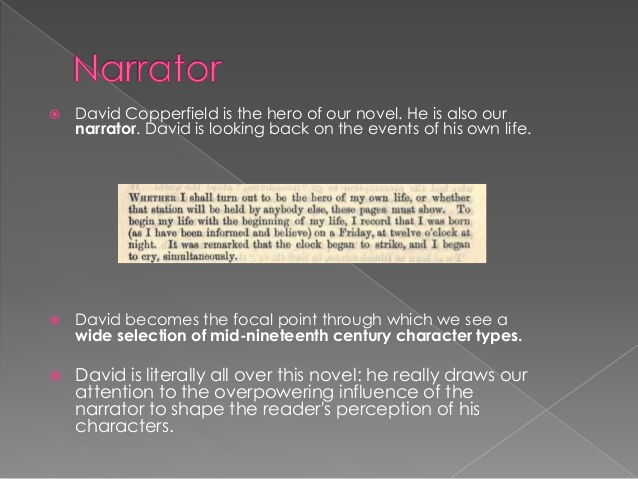 Narrator
David Copperfield is the hero of our novel. He is also our
narrator. David is looking back on the events of his own life.
WHETHER I shall turn out to be the hero of my own life, or whether
that station will be held by anybody else, these pages must show. To
begin my life with the beginning of my life, I record that I was born
(as I have been informed and believe) on a Friday, at twelve o'clock at
night. It was remarked that the clock began to strike, and I began
to cry, simultaneously.
David becomes the focal point through which we see a
wide selection of mid-nineteenth century character types.
David is literally all over this novel: he really draws our
attention to the overpowering influence of the
narrator to shape the reader's perception of his
characters.